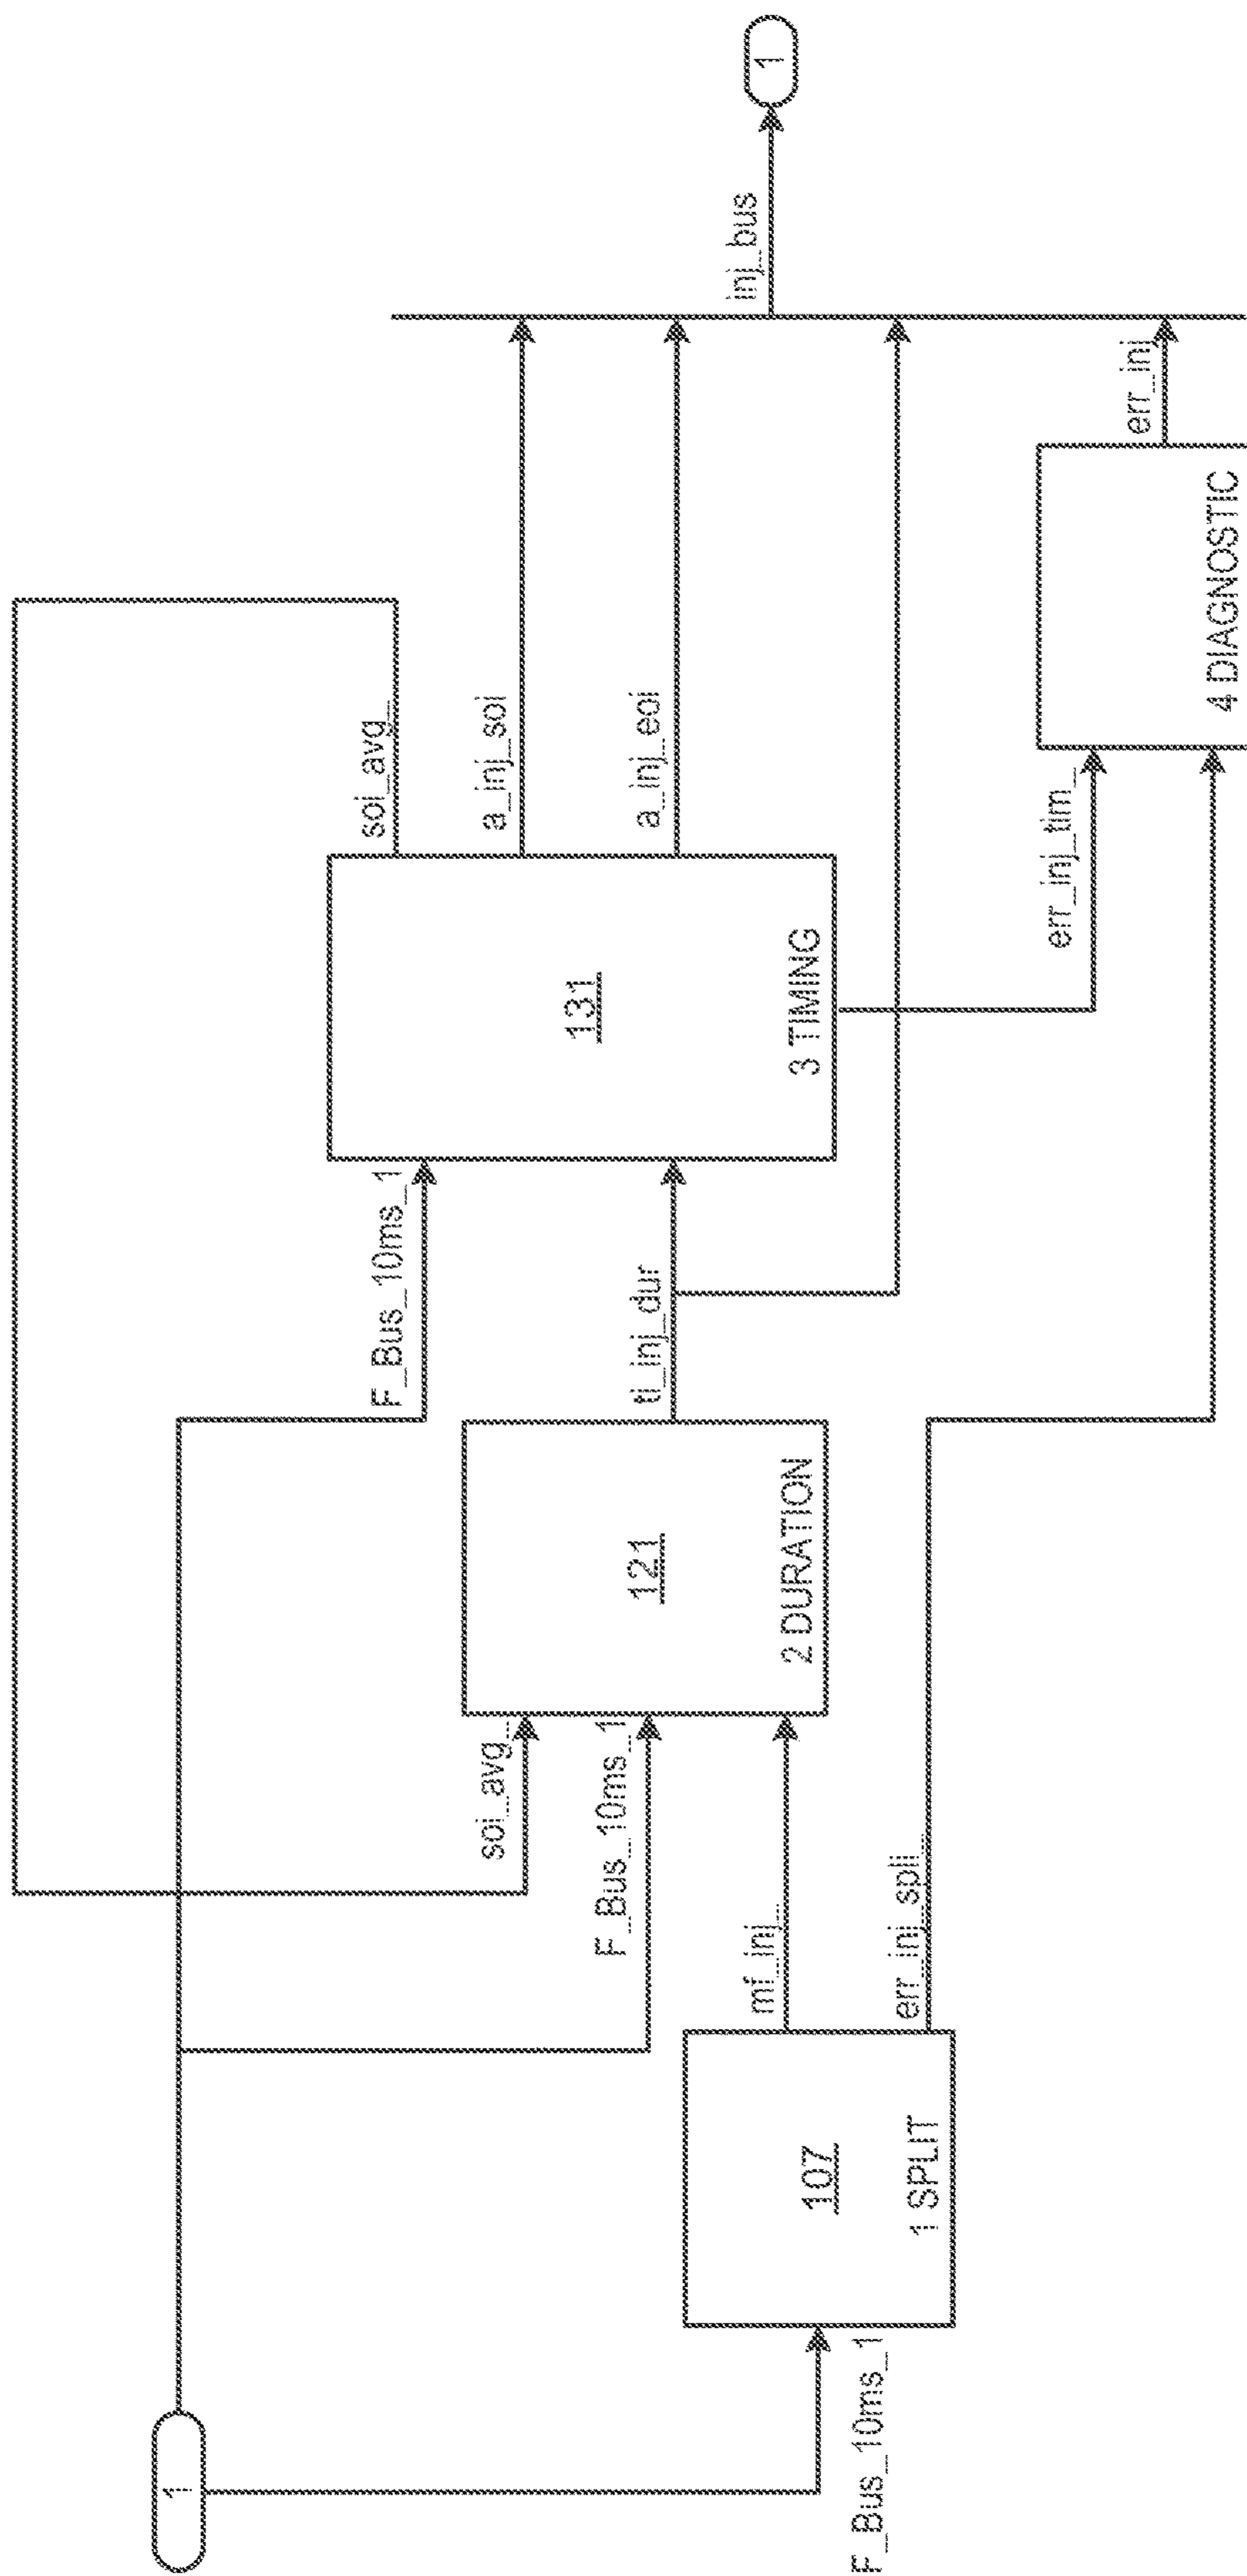 1
F_Bus_10ms_1
107
1 SPLIT
mf_inj_
err_inj_spli_
soi_avg_
F_Bus_10ms_1
121
2 DURATION
ti_inj_dur
F_Bus_10ms_1
131
3 TIMING
soi_avg_
a_inj_soi
a_inj_eoi
err_inj_tim_
4 DIAGNOSTIC
err_inj
inj_bus
1